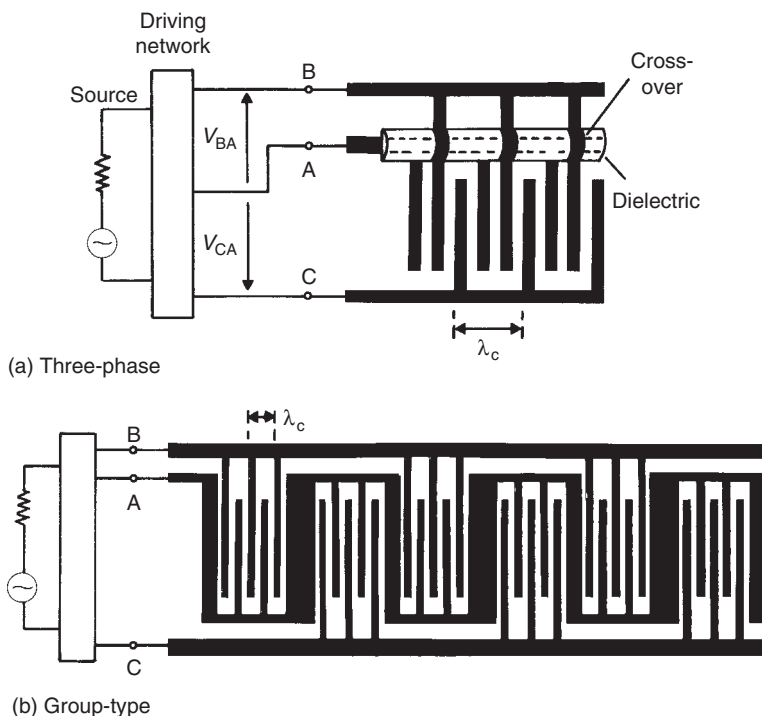 Driving
network
Source
B
V_BA
A
V_CA
C
Cross-
over
Dielectric
λ_c
(a) Three-phase
B
λ_c
A
C
(b) Group-type